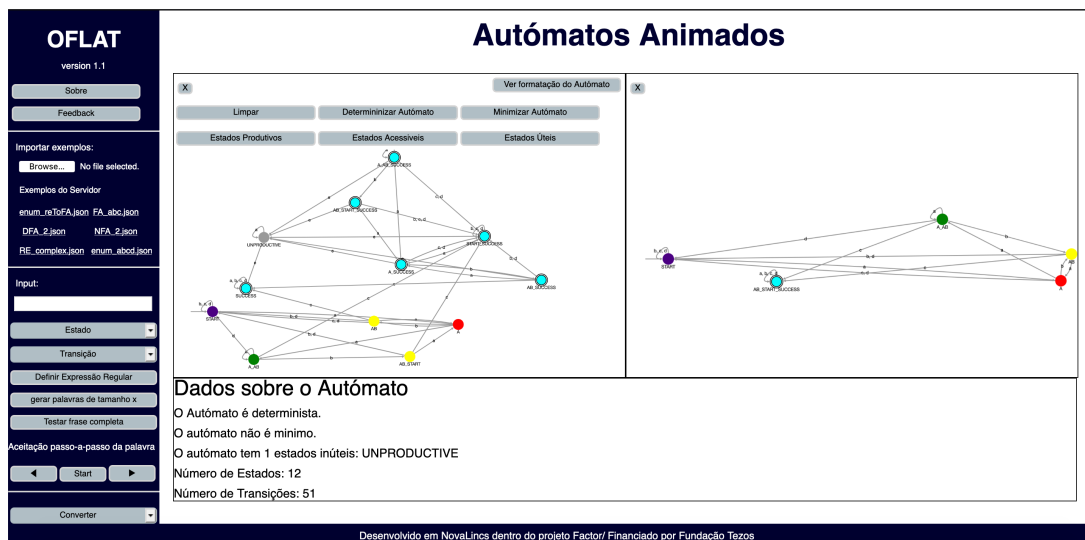 OFLAT
version 1.1
Sobre
Feedback
Importar exemplos:
Browse... No file selected.
Exemplos do Servidor
enum_reToFA.json FA_abc.json
DFA_2.json NFA_2.json
RE_complex.json enum_abcd.json
Input:
Estado
Transição
Definir Expressão Regular
gerar palavras de tamanho x
Testar frase completa
Aceitação passo-a-passo da palavra
Start
Converter
Autómatos Animados
X
Ver formatação do Autómato
Limpar Determininizar Autómato Minimizar Autómato
Estados Produtivos Estados Acessiveis Estados Úteis
A_AB_SUCCESS
AB_START_SUCCESS
UNPRODUCTIVE
START_SUCCESS
A_SUCCESS
AB_SUCCESS
SUCCESS
START
AB
A
A_AB
AB_START
X
A_AB
START
AB
A
AB_START_SUCCESS
Dados sobre o Autómato
O Autómato é determinista.
O autómato não é minimo.
O autómato tem 1 estados inúteis: UNPRODUCTIVE
Número de Estados: 12
Número de Transições: 51
Desenvolvido em NovaLincs dentro do projeto Factor/ Financiado por Fundação Tezos